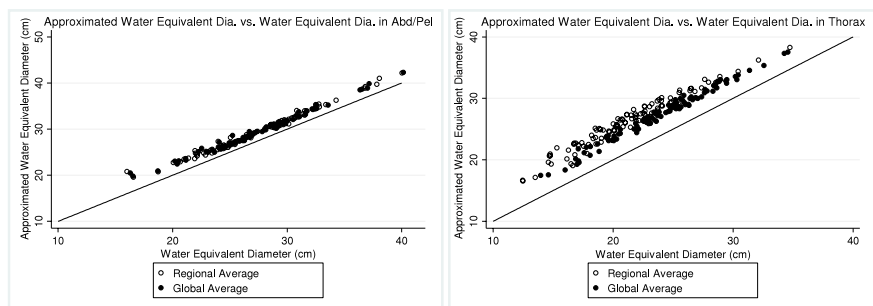 Approximated Water Equivalent Dia. vs. Water Equivalent Dia. in Abd/Pel
Approximated Water Equivalent Diameter (cm)
50
40
30
20
10
10 20 30 40
Water Equivalent Diameter (cm)
Regional Average
Global Average
Approximated Water Equivalent Dia. vs. Water Equivalent Dia. in Thorax
Approximated Water Equivalent Diameter (cm)
40
30
20
10
10 20 30 40
Water Equivalent Diameter (cm)
Regional Average
Global Average